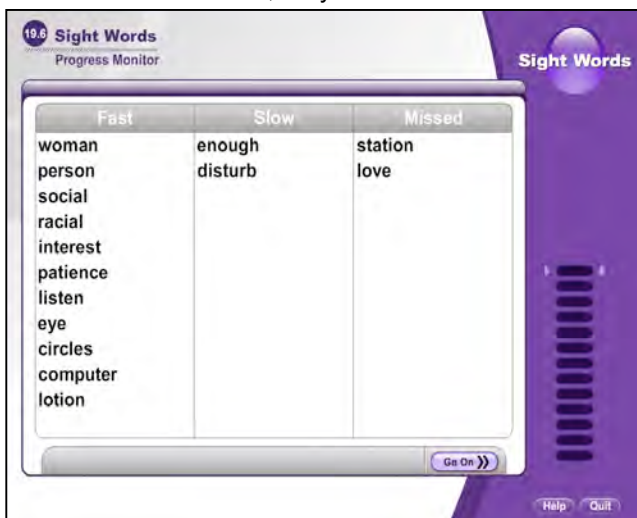 19.6 Sight Words
Progress Monitor
Sight Words
Fast Slow Missed
woman enough station
person disturb love
social
racial
interest
patience
listen
eye
circles
computer
lotion
Go On
Help Quit